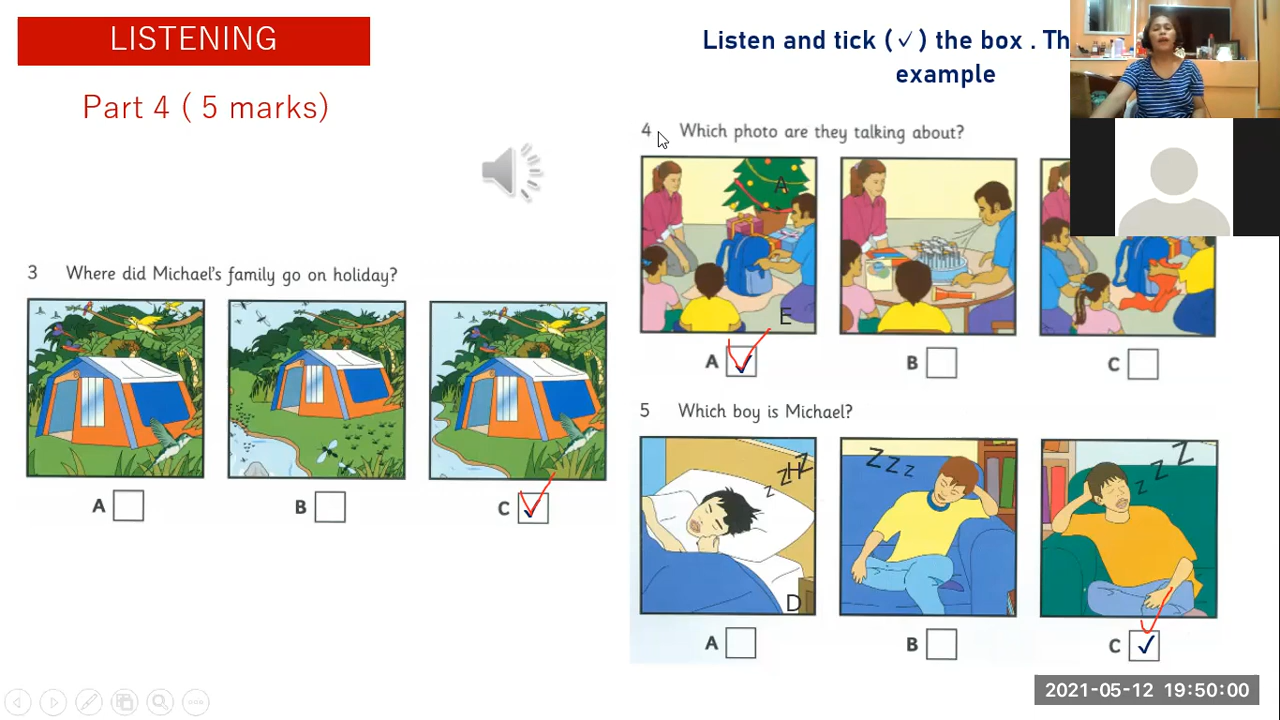 LISTENING
Part 4 ( 5 marks)
Listen and tick (✓) the box . Th
example
3 Where did Michael's family go on holiday?
A
B
C ✓
4 Which photo are they talking about?
A
E
A ✓
B
C
5 Which boy is Michael?
Z ZHZ
D
Z Z Z
Z Z Z
A
B
C ✓
2021-05-12 19:50:00